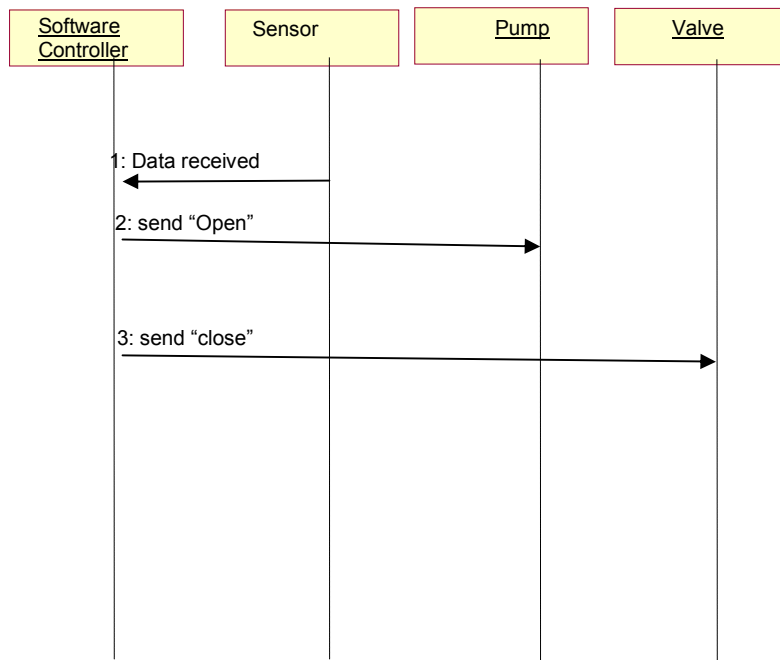 Software
Controller
Sensor
Pump
Valve
1: Data received
2: send “Open”
3: send “close”